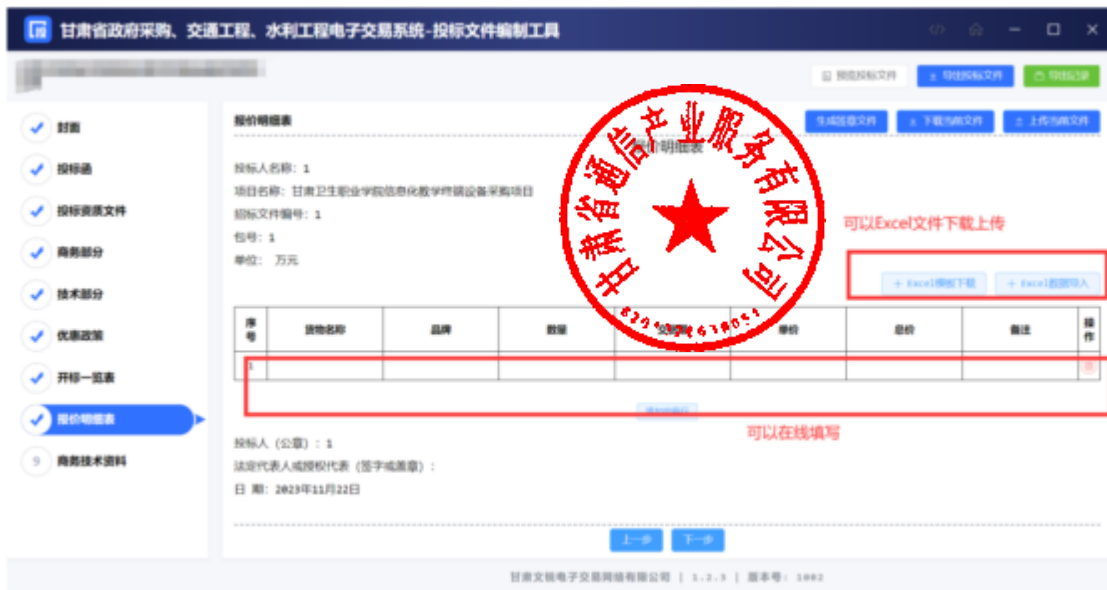 甘肃省政府采购、交通工程、水利工程电子交易系统-投标文件编制工具
预览投标文件
导出投标文件
导出记录
封面
投标函
投标资质文件
商务部分
技术部分
优惠政策
开标一览表
报价明细表
9 商务技术资料
报价明细表
生成签章文件
下载当前文件
上传当前文件
报价明细表
投标人名称: 1
项目名称: 甘肃卫生职业学院信息化教学终端设备采购项目
招标文件编号: 1
包号: 1
单位: 万元
甘肃省通信产业服务有限公司
可以Excel文件下载上传
+ Excel模板下载
+ Excel数据导入
序号 货物名称 品牌 数量 单价 总价 备注 操作
1
可以在线填写
投标人 (公章) : 1
法定代表人或授权代表 (签字或盖章) :
日 期: 2023年11月22日
上一步
下一步
甘肃文锐电子交易网络有限公司 | 1.2.3 | 版本号: 1002